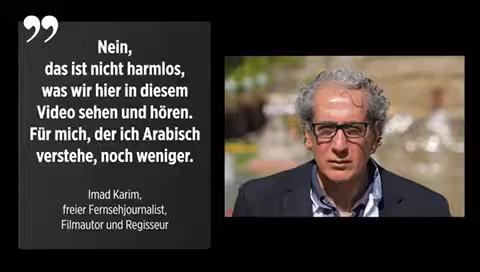 ”
Nein,
das ist nicht harmlos,
was wir hier in diesem
Video sehen und hören.
Für mich, der ich Arabisch
verstehe, noch weniger.
Imad Karim,
freier Fernsehjournalist,
Filmautor und Regisseur